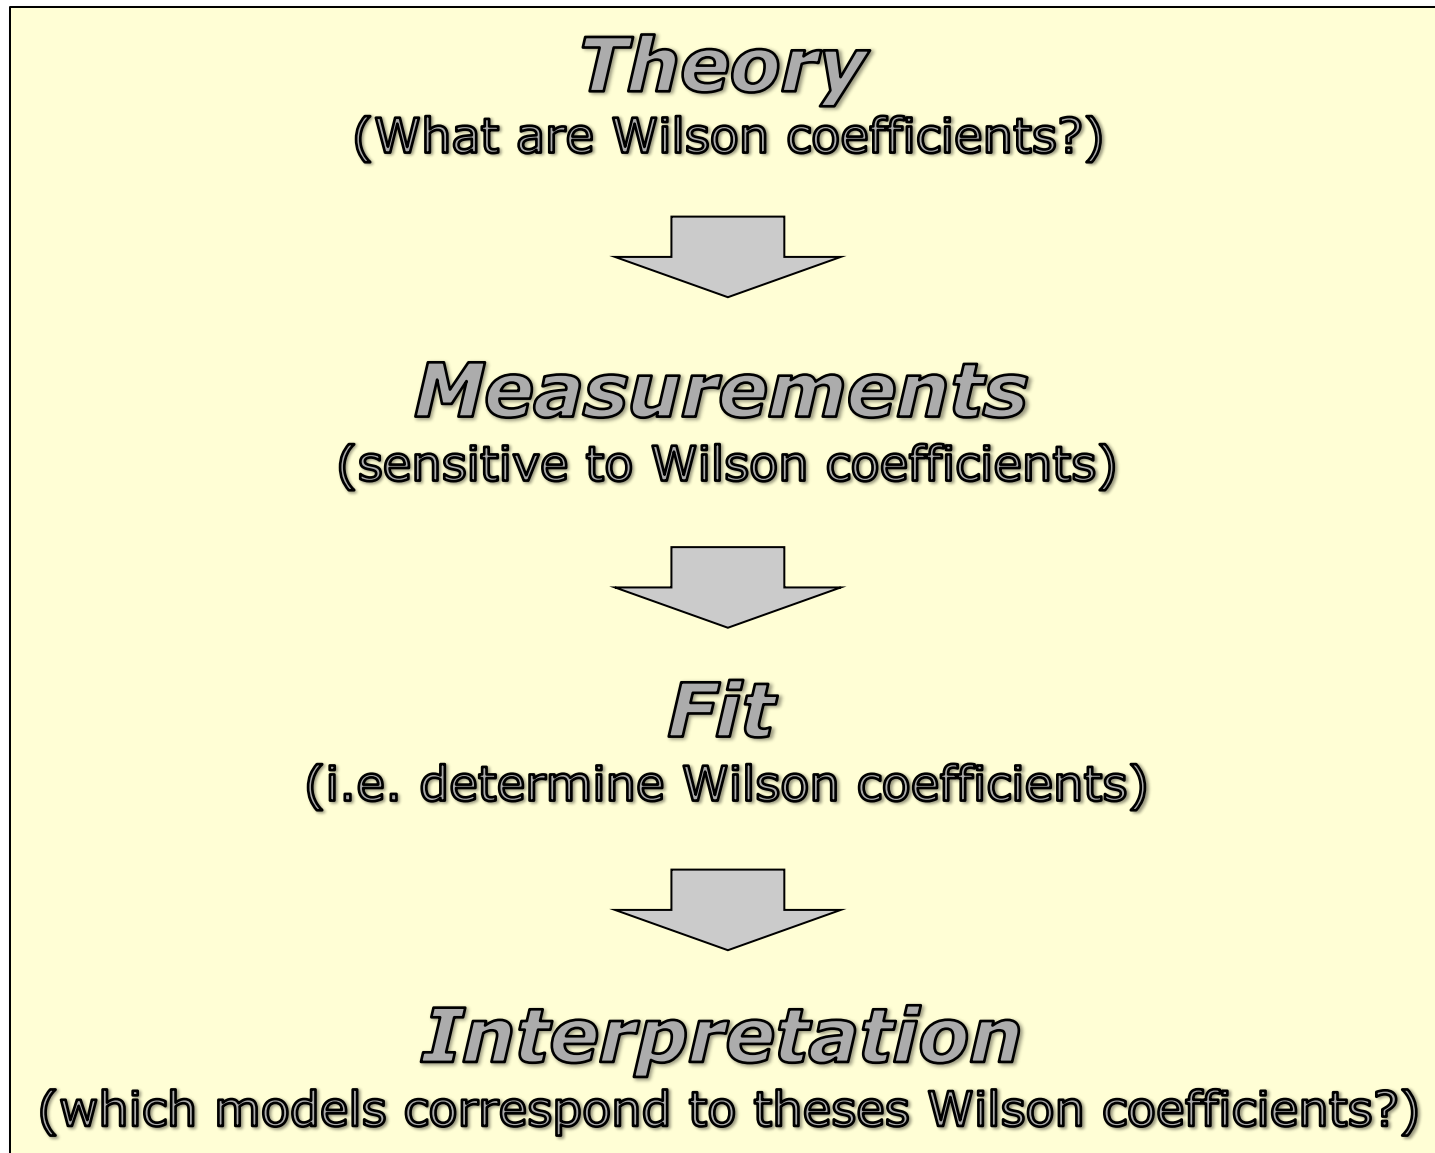 Theory
(What are Wilson coefficients?)
Measurements
(sensitive to Wilson coefficients)
Fit
(i.e. determine Wilson coefficients)
Interpretation
(which models correspond to theses Wilson coefficients?)